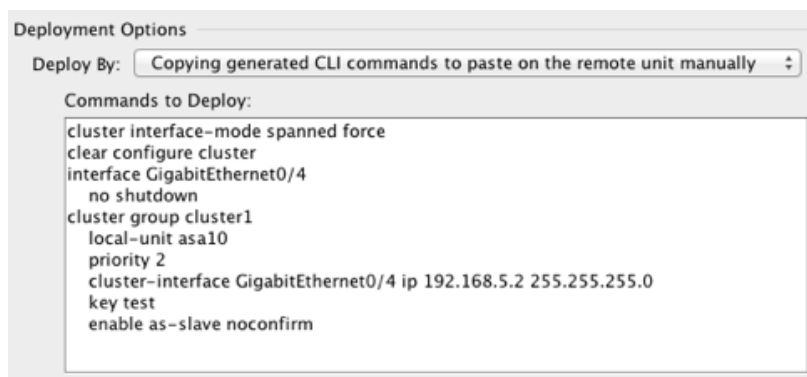 Deployment Options
Deploy By: Copying generated CLI commands to paste on the remote unit manually
Commands to Deploy:
cluster interface-mode spanned force
clear configure cluster
interface GigabitEthernet0/4
no shutdown
cluster group cluster1
local-unit asa10
priority 2
cluster-interface GigabitEthernet0/4 ip 192.168.5.2 255.255.255.0
key test
enable as-slave noconfirm